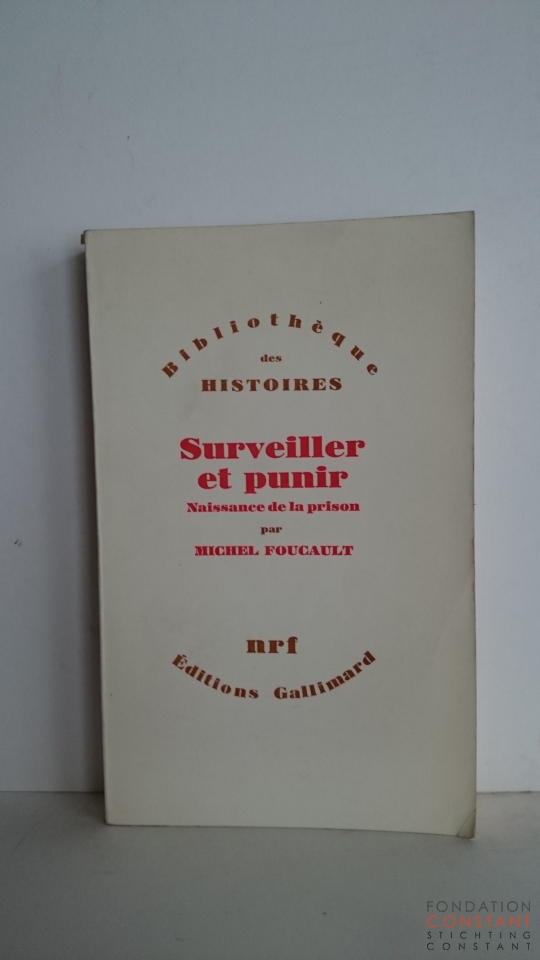 Bibliothèque
des
HISTOIRES
Surveiller
et punir
Naissance de la prison
par
MICHEL FOUCAULT
nrf
Éditions Gallimard
FONDATION
CONSTANT
STICHTING
CONSTANT